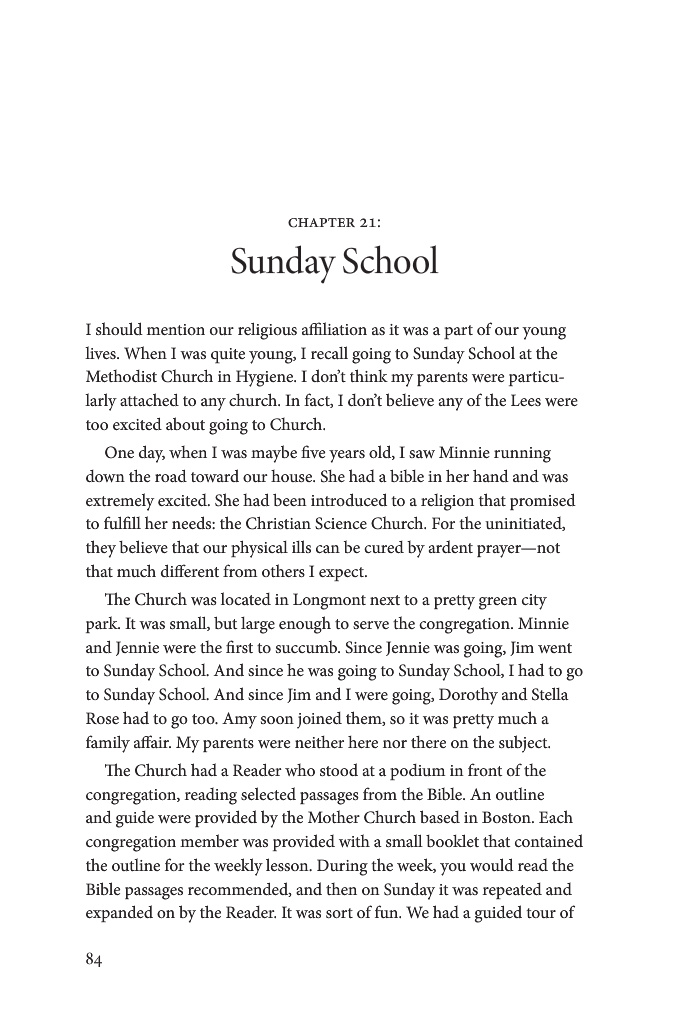 CHAPTER 21:
Sunday School
I should mention our religious affiliation as it was a part of our young
lives. When I was quite young, I recall going to Sunday School at the
Methodist Church in Hygiene. I don’t think my parents were particu-
larly attached to any church. In fact, I don’t believe any of the Lees were
too excited about going to Church.
One day, when I was maybe five years old, I saw Minnie running
down the road toward our house. She had a bible in her hand and was
extremely excited. She had been introduced to a religion that promised
to fulfill her needs: the Christian Science Church. For the uninitiated,
they believe that our physical ills can be cured by ardent prayer—not
that much different from others I expect.
The Church was located in Longmont next to a pretty green city
park. It was small, but large enough to serve the congregation. Minnie
and Jennie were the first to succumb. Since Jennie was going, Jim went
to Sunday School. And since he was going to Sunday School, I had to go
to Sunday School. And since Jim and I were going, Dorothy and Stella
Rose had to go too. Amy soon joined them, so it was pretty much a
family affair. My parents were neither here nor there on the subject.
The Church had a Reader who stood at a podium in front of the
congregation, reading selected passages from the Bible. An outline
and guide were provided by the Mother Church based in Boston. Each
congregation member was provided with a small booklet that contained
the outline for the weekly lesson. During the week, you would read the
Bible passages recommended, and then on Sunday it was repeated and
expanded on by the Reader. It was sort of fun. We had a guided tour of
84